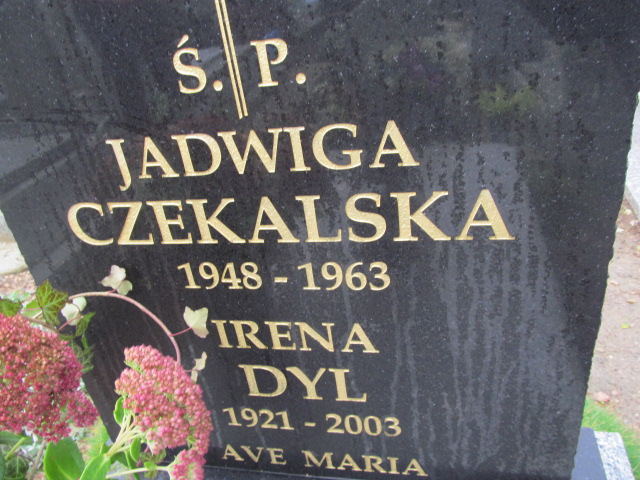 Ś. P.
JADWIGA
CZEKALSKA
1948 - 1963
IRENA
DYL
1921 - 2003
AVE MARIA